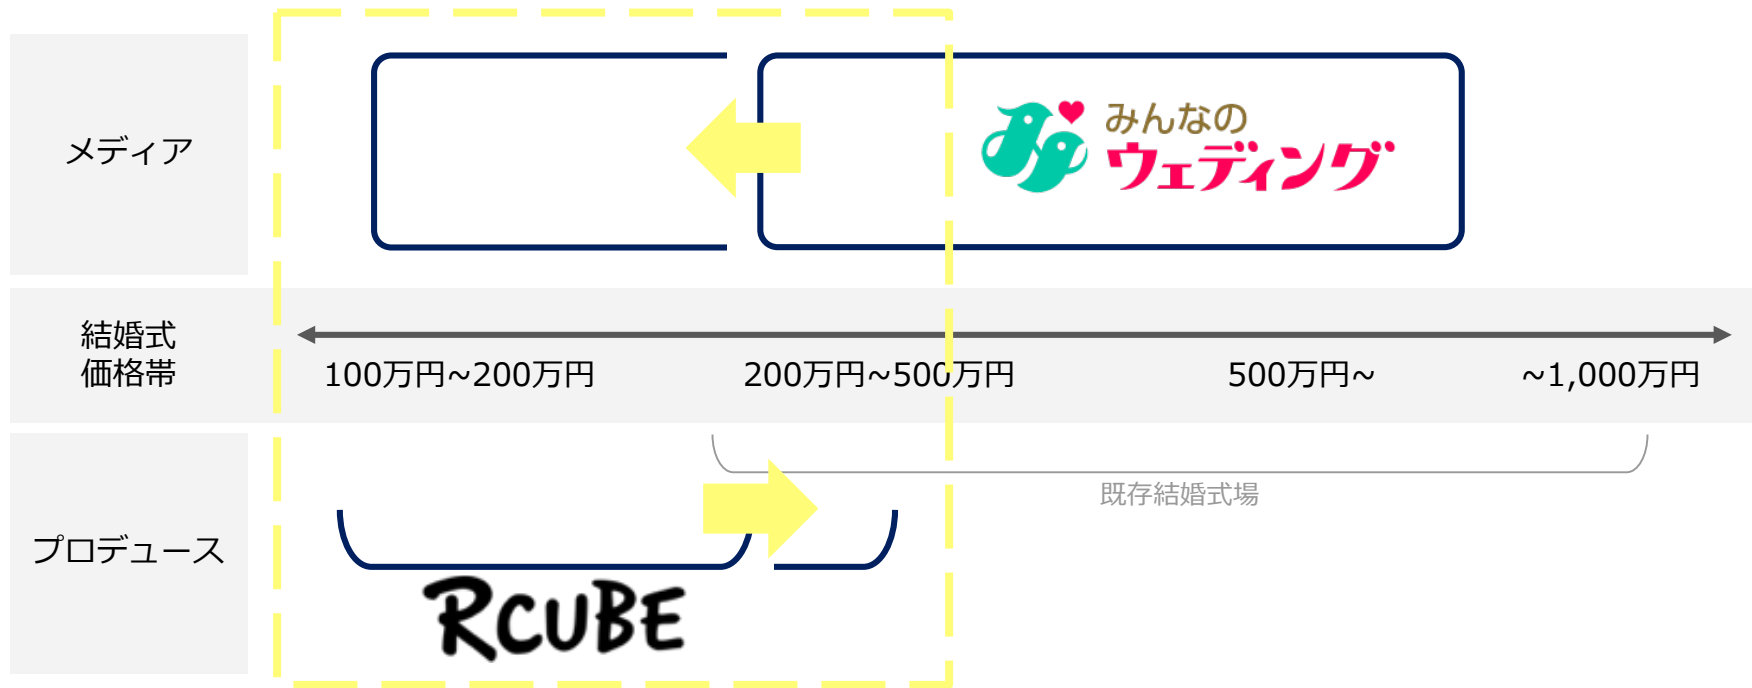 メディア
みんなの
ウェディング
結婚式
価格帯
100万円~200万円
200万円~500万円
500万円~
~1,000万円
既存結婚式場
プロデュース
RCUBE